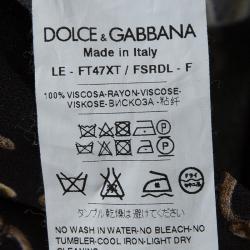 DOLCE & GABBANA
Made in Italy
LE - FT47XT / FSRDL - F
100% VISCOSA-RAYON-VISCOSE-
VISKOSE-ВИСКОЗА-粘纤
タンブル乾燥は避けてください
NO WASH IN WATER-NO BLEACH-NO
TUMBLER-COOL IRON-LIGHT DRY
CLEANING